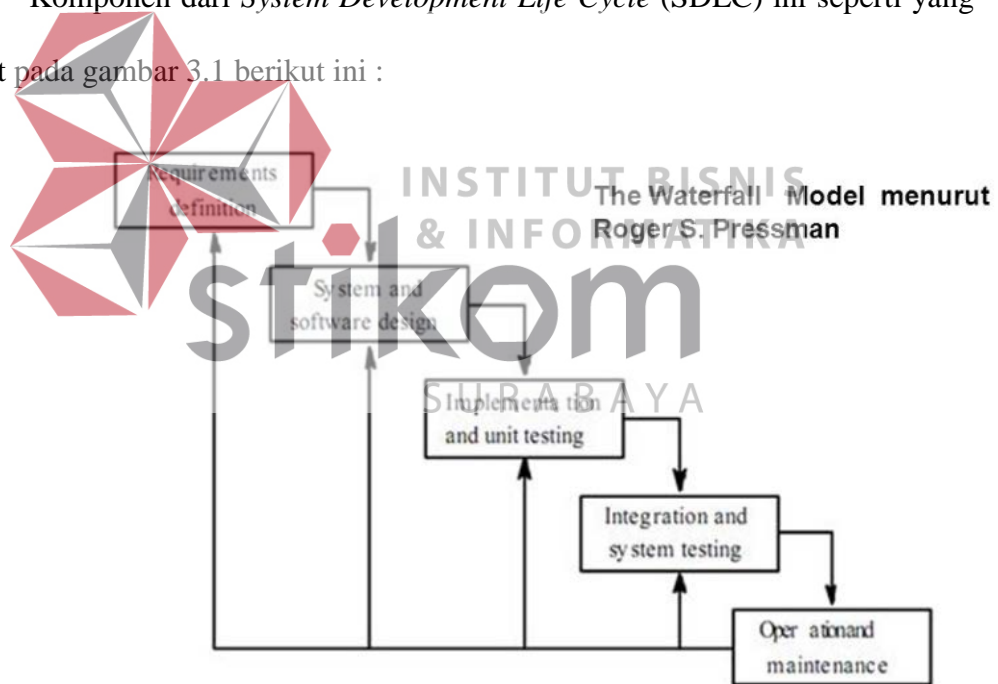 Komponen dari System Development Life Cycle (SDLC) ini seperti yang
t pada gambar 3.1 berikut ini :
INSTITUT BISNIS
& INFORMATIKA
stikom
SURABAYA
The Waterfall Model menurut
Roger S. Pressman
Requirements
definition
System and
software design
Implementa tion
and unit testing
Integration and
system testing
Oper ationand
maintenance